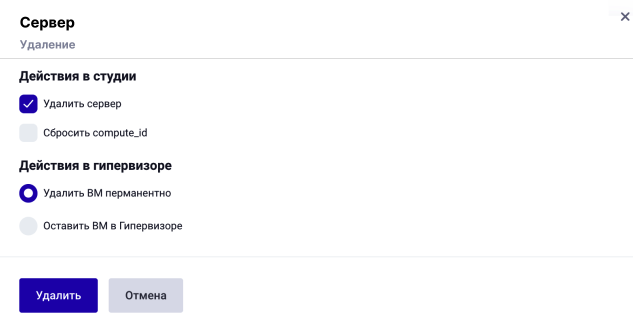 Сервер
Удаление
Действия в студии
Удалить сервер
Сбросить compute_id
Действия в гипервизоре
Удалить ВМ перманентно
Оставить ВМ в Гипервизоре
Удалить
Отмена